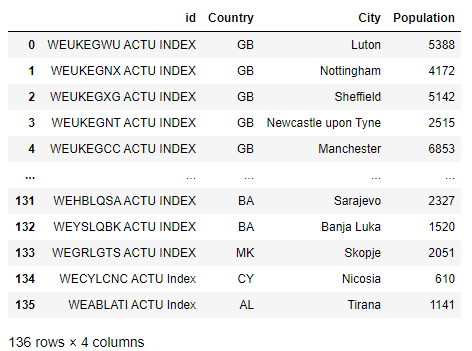 id Country City Population
0 WEUKEGWU ACTU INDEX GB Luton 5388
1 WEUKEGNX ACTU INDEX GB Nottingham 4172
2 WEUKEGXG ACTU INDEX GB Sheffield 5142
3 WEUKEGNT ACTU INDEX GB Newcastle upon Tyne 2515
4 WEUKEGCC ACTU INDEX GB Manchester 6853
... ... ... ... ...
131 WEHBLQSA ACTU INDEX BA Sarajevo 2327
132 WEYSLQBK ACTU INDEX BA Banja Luka 1520
133 WEGRLGTS ACTU INDEX MK Skopje 2051
134 WECYLCNC ACTU Index CY Nicosia 610
135 WEABLATI ACTU Index AL Tirana 1141
136 rows × 4 columns